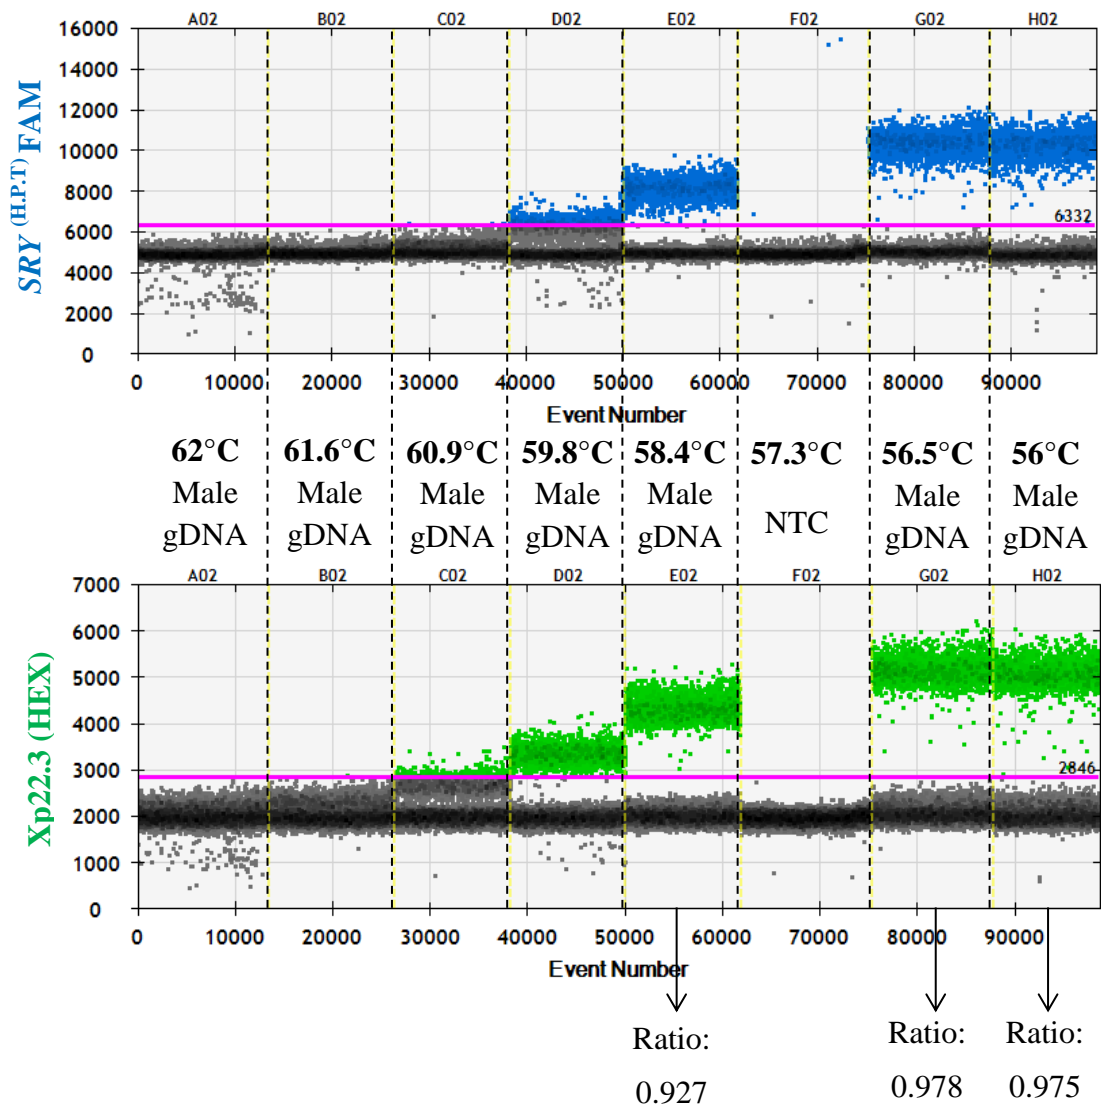 A02 B02 C02 D02 E02 F02 G02 H02
SRY (H.P.T) FAM
16000
14000
12000
10000
8000
6000
4000
2000
0
6332
0 10000 20000 30000 40000 50000 60000 70000 80000 90000
Event Number
62°C 61.6°C 60.9°C 59.8°C 58.4°C 57.3°C 56.5°C 56°C
Male Male Male Male Male NTC Male Male
gDNA gDNA gDNA gDNA gDNA gDNA gDNA
A02 B02 C02 D02 E02 F02 G02 H02
Xp22.3 (HEX)
7000
6000
5000
4000
3000
2000
1000
0
2846
0 10000 20000 30000 40000 50000 60000 70000 80000 90000
Event Number
Ratio: Ratio: Ratio:
0.927 0.978 0.975